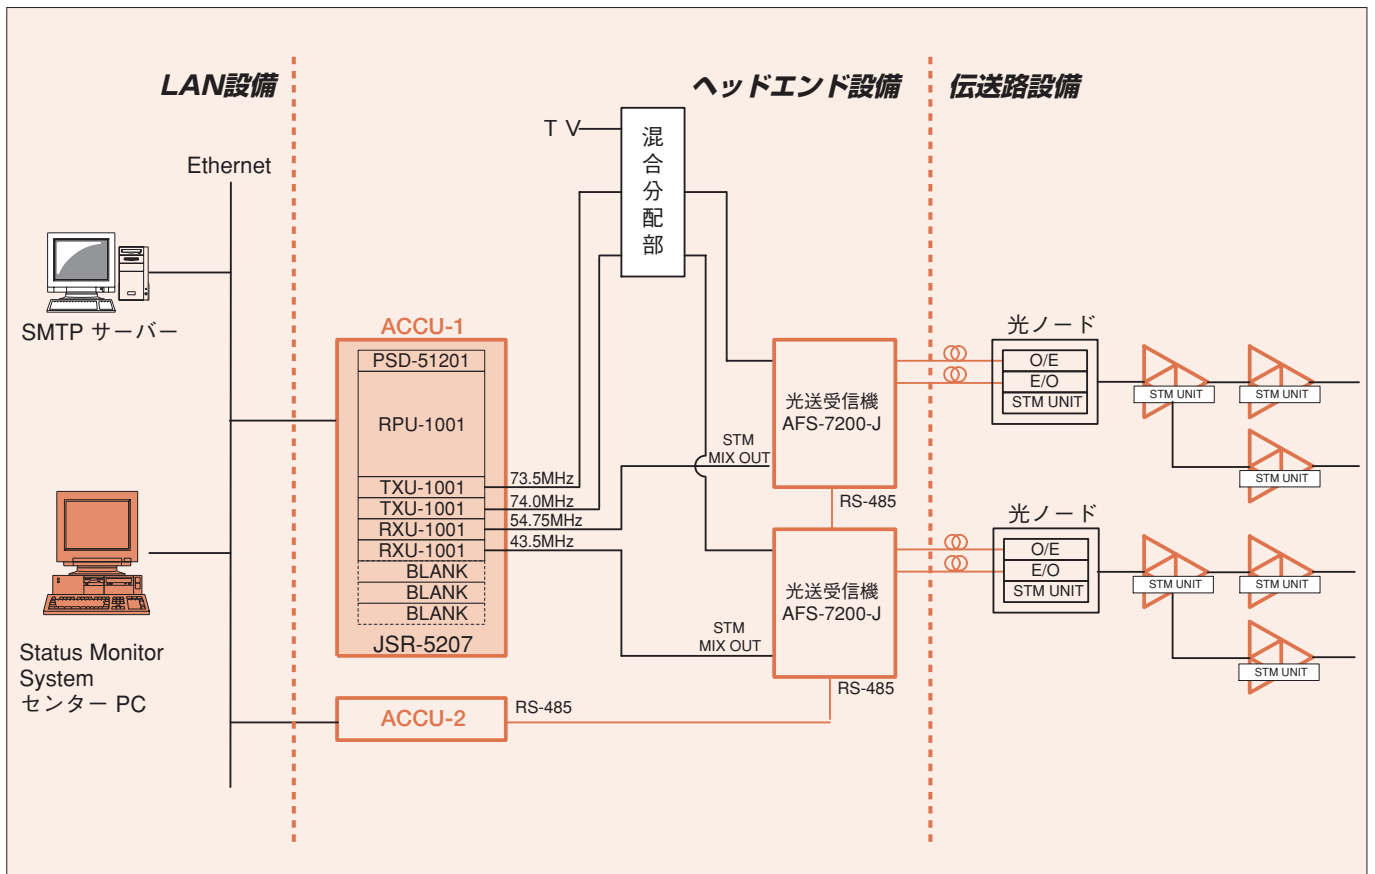 LAN設備
ヘッドエンド設備
伝送路設備
Ethernet
SMTP サーバー
Status Monitor
System
センター PC
ACCU-1
PSD-51201
RPU-1001
TXU-1001
TXU-1001
RXU-1001
RXU-1001
BLANK
BLANK
BLANK
JSR-5207
73.5MHz
74.0MHz
54.75MHz
43.5MHz
ACCU-2
RS-485
TV
混合分配部
STM
MIX OUT
光送受信機
AFS-7200-J
RS-485
STM
MIX OUT
光送受信機
AFS-7200-J
RS-485
光ノード
O/E
E/O
STM UNIT
STM UNIT
STM UNIT
STM UNIT
光ノード
O/E
E/O
STM UNIT
STM UNIT
STM UNIT
STM UNIT